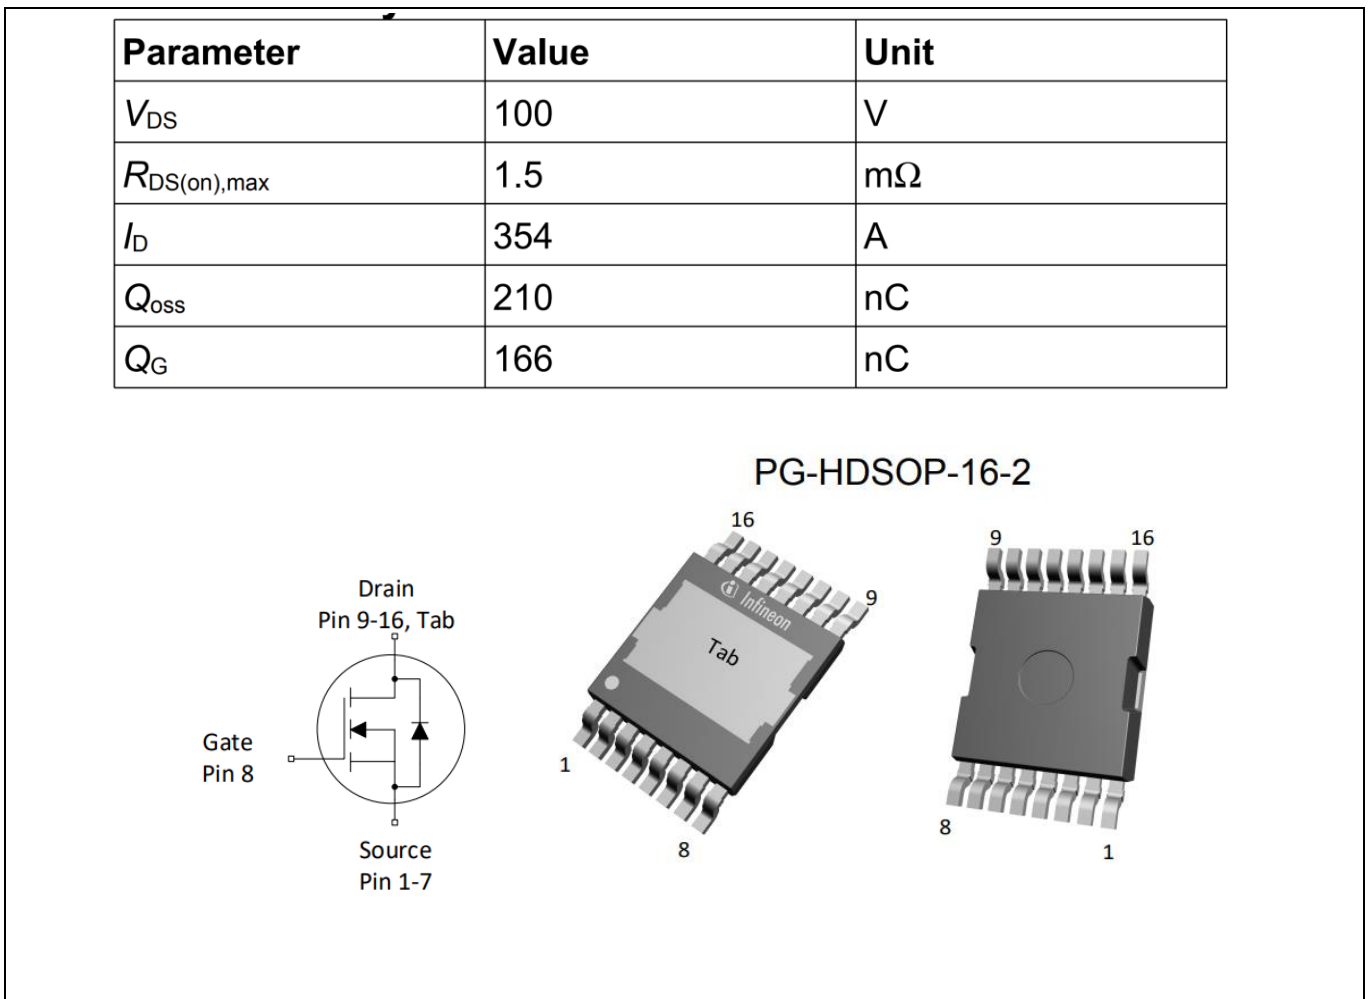 Parameter Value Unit
VDS 100 V
RDS(on),max 1.5 mΩ
ID 354 A
Qoss 210 nC
QG 166 nC
PG-HDSOP-16-2
16
9 16
Drain
Pin 9-16, Tab
9
Infineon
Tab
Gate
Pin 8
1
8
8
1
Source
Pin 1-7